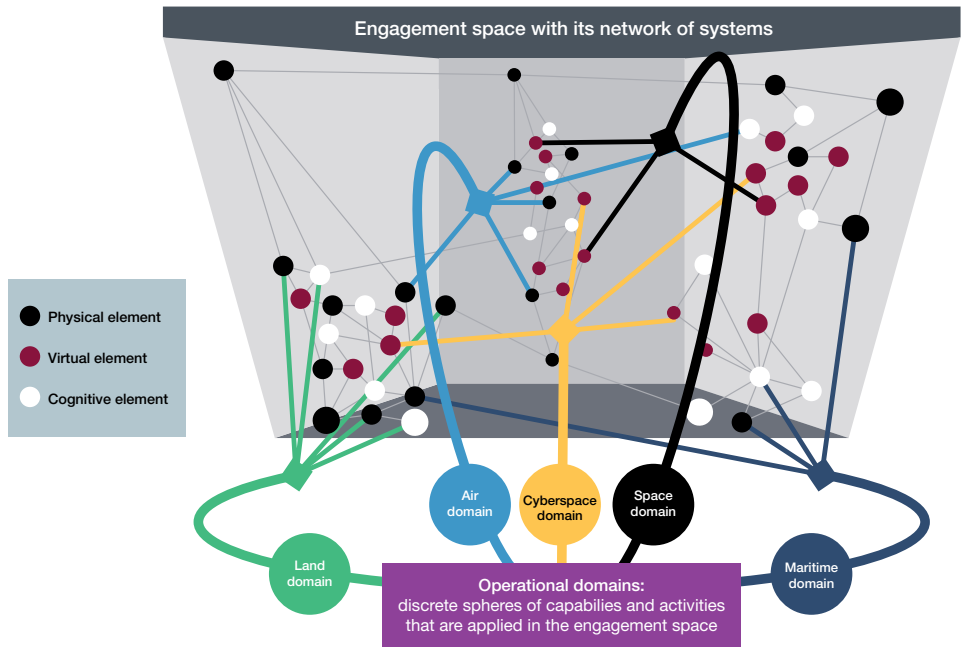 Engagement space with its network of systems
Physical element
Virtual element
Cognitive element
Air
domain
Cyberspace
domain
Space
domain
Land
domain
Maritime
domain
Operational domains:
discrete spheres of capabilies and activities
that are applied in the engagement space